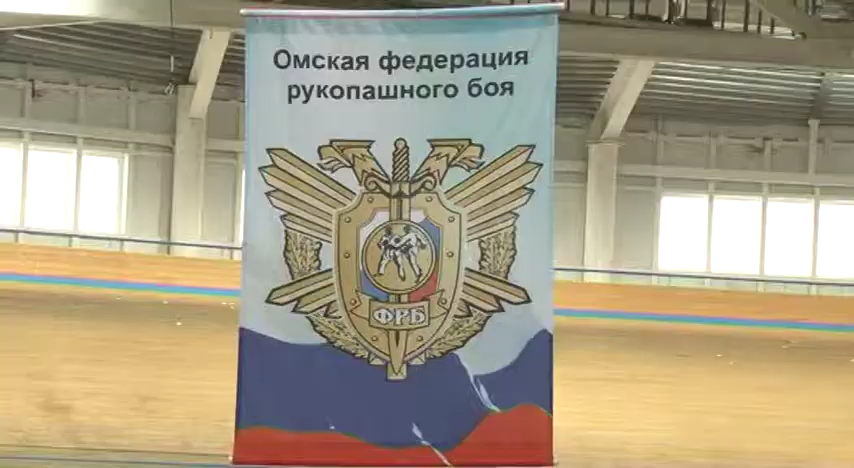 Омская федерация
рукопашного боя
ФРБ